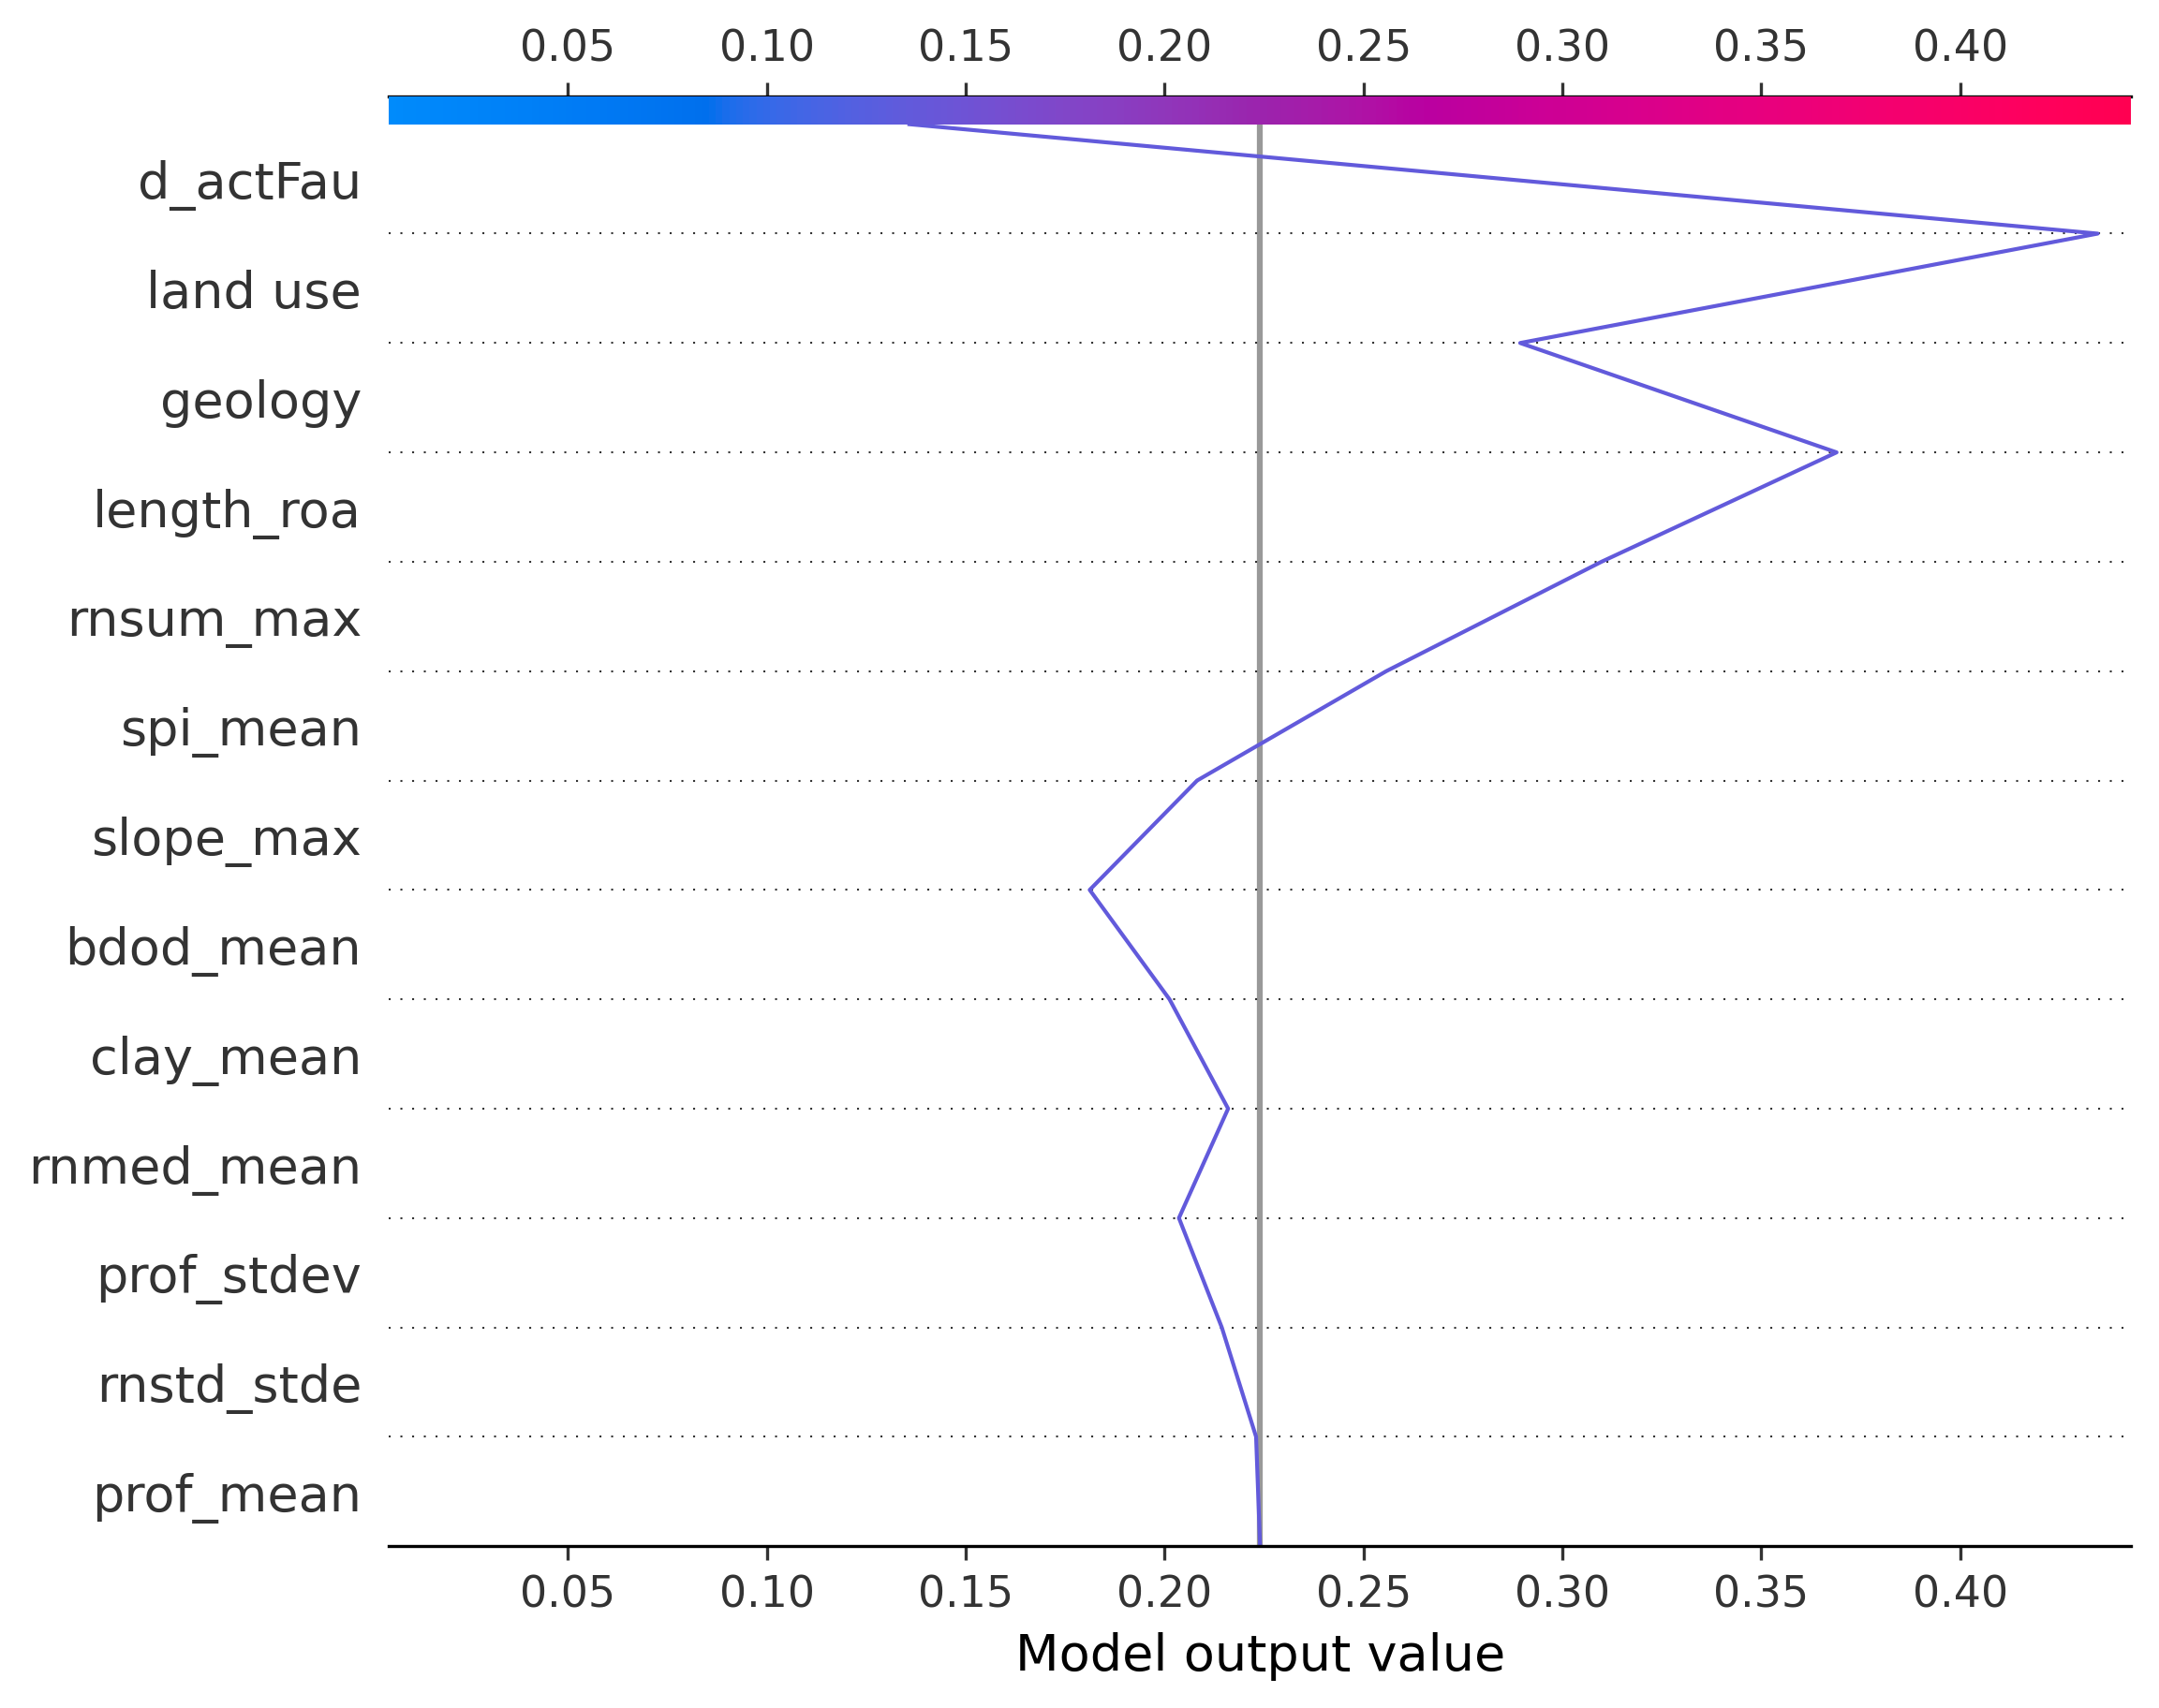 0.05 0.10 0.15 0.20 0.25 0.30 0.35 0.40
d_actFau
land use
geology
length_roa
rnsum_max
spi_mean
slope_max
bdod_mean
clay_mean
rnmed_mean
prof_stdev
rnstd_stde
prof_mean
0.05 0.10 0.15 0.20 0.25 0.30 0.35 0.40
Model output value